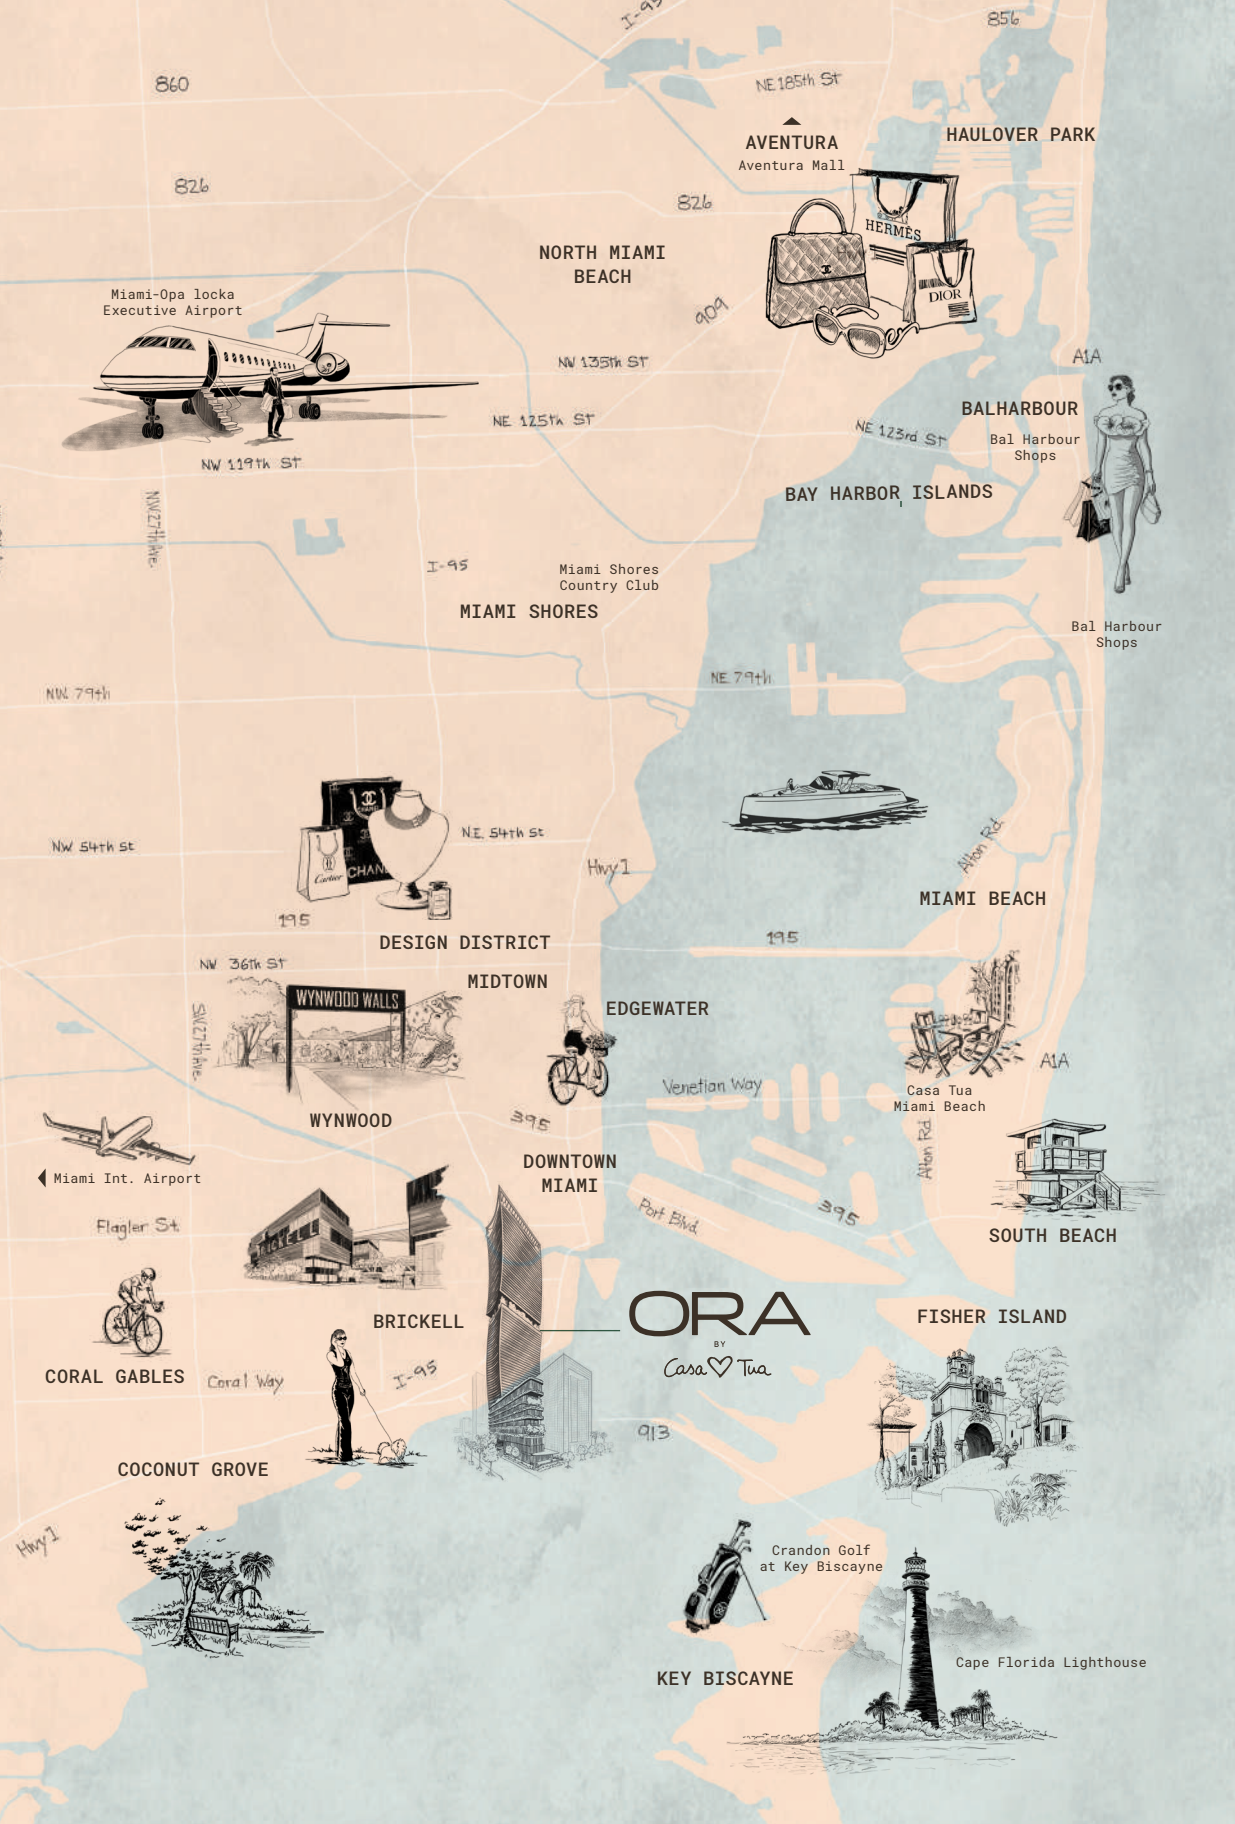 I-95
856
860
NE 185th St
AVENTURA
Aventura Mall
HAULOVER PARK
826
826
HERMÈS
DIOR
NORTH MIAMI
BEACH
Miami-Opa locka
Executive Airport
909
NW 135th ST
A1A
NE 125th ST
BALHARBOUR
NE 123rd ST
Bal Harbour
Shops
NW 119th ST
BAY HARBOR ISLANDS
NW27thAve.
I-95
Miami Shores
Country Club
MIAMI SHORES
Bal Harbour
Shops
NE 79th
NW 79th
CHANEL
NW 54th St
N.E. 54th St
Cartier
CHAN
Hwy 1
Alton Rd.
MIAMI BEACH
195
195
DESIGN DISTRICT
NW 36th ST
MIDTOWN
WYNWOOD WALLS
EDGEWATER
SW27thAve.
A1A
Venetian Way
Casa Tua
Miami Beach
WYNWOOD
395
Alton Rd.
DOWNTOWN
MIAMI
Miami Int. Airport
Port Blvd.
395
Flagler St.
BRICKELL
SOUTH BEACH
ORA
BY
Casa Tua
FISHER ISLAND
BRICKELL
CORAL GABLES
Coral Way
I-95
913
COCONUT GROVE
Hwy 1
Crandon Golf
at Key Biscayne
Cape Florida Lighthouse
KEY BISCAYNE